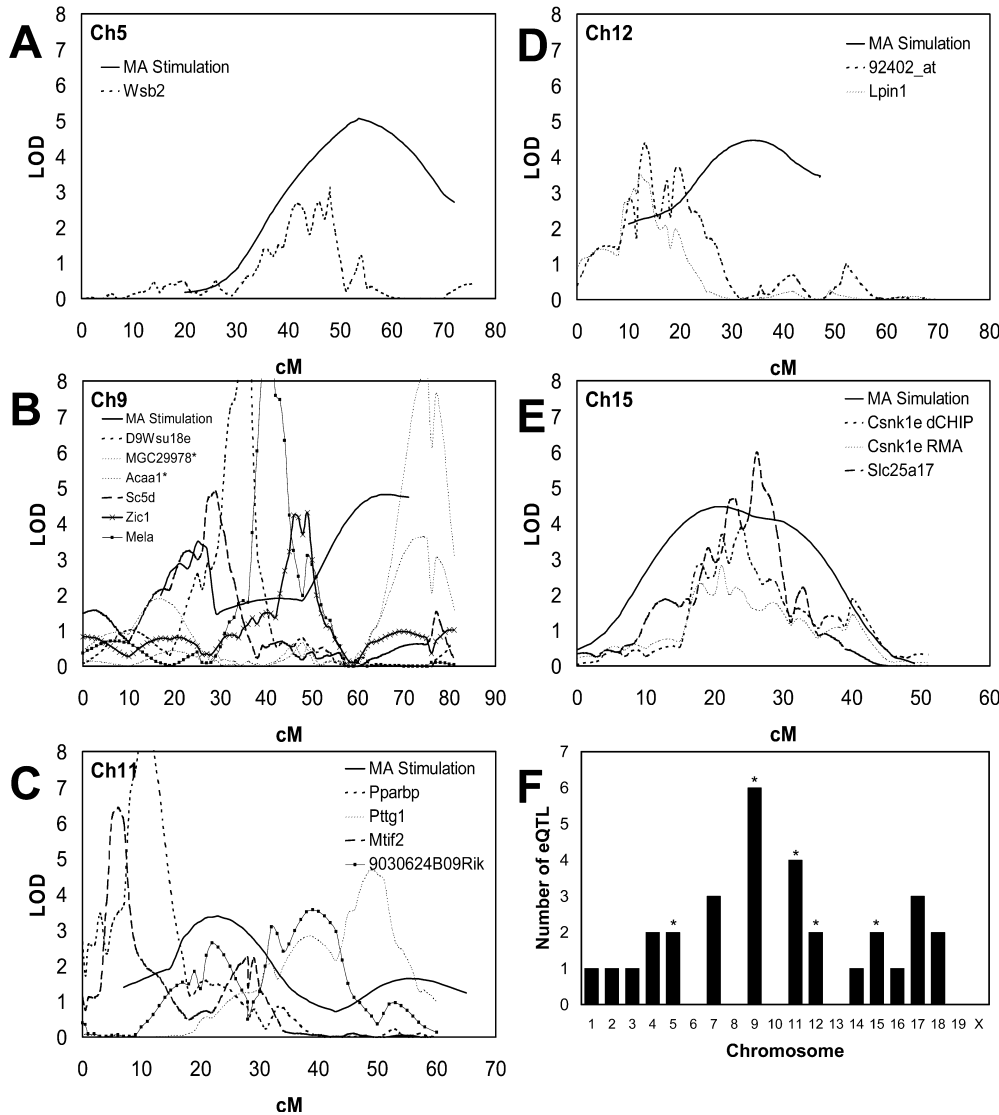 A
Ch5
MA Stimulation
Wsb2
LOD
8
7
6
5
4
3
2
1
0
0 10 20 30 40 50 60 70 80
cM
D
Ch12
MA Simulation
92402_at
Lpin1
LOD
8
7
6
5
4
3
2
1
0
0 10 20 30 40 50 60 70 80
cM
B
Ch9
MA Stimulation
D9Wsu18e
MGC29978*
Acaa1*
Sc5d
Zic1
Mela
LOD
8
7
6
5
4
3
2
1
0
0 10 20 30 40 50 60 70 80 90
cM
E
Ch15
MA Simulation
Csnk1e dCHIP
Csnk1e RMA
Slc25a17
LOD
8
7
6
5
4
3
2
1
0
0 10 20 30 40 50 60
cM
C
Ch11
MA Stimulation
Pparbp
Pttg1
Mtif2
9030624B09Rik
LOD
8
7
6
5
4
3
2
1
0
0 10 20 30 40 50 60 70
cM
F
Number of eQTL
7
6
5
4
3
2
1
0
* * * * *
1 2 3 4 5 6 7 8 9 10 11 12 13 14 15 16 17 18 19 X
Chromosome